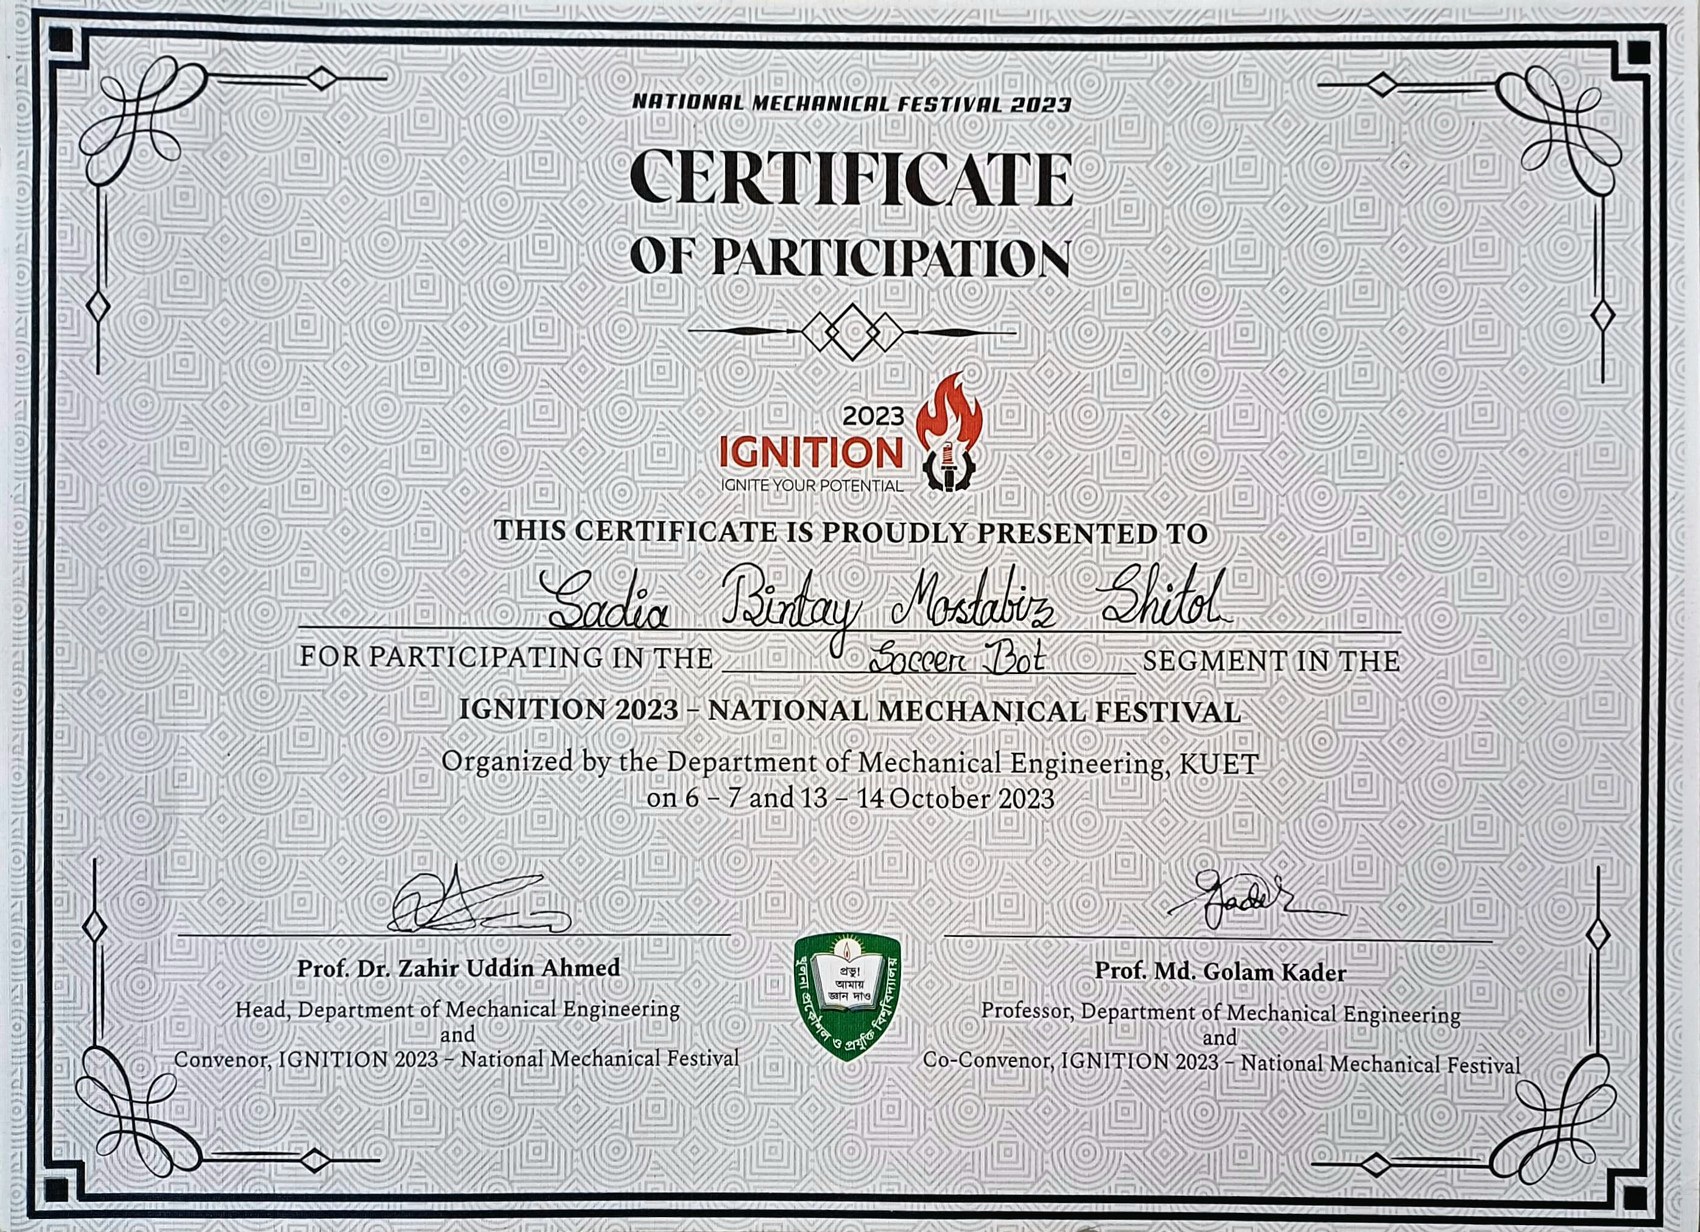 NATIONAL MECHANICAL FESTIVAL 2023
CERTIFICATE
OF PARTICIPATION
2023
IGNITION
IGNITE YOUR POTENTIAL
THIS CERTIFICATE IS PROUDLY PRESENTED TO
Sadia Bintay Mostabiz Shitol
FOR PARTICIPATING IN THE Soccer Bot SEGMENT IN THE
IGNITION 2023 – NATIONAL MECHANICAL FESTIVAL
Organized by the Department of Mechanical Engineering, KUET
on 6 – 7 and 13 – 14 October 2023
Prof. Dr. Zahir Uddin Ahmed
Head, Department of Mechanical Engineering
and
Convenor, IGNITION 2023 – National Mechanical Festival
প্রভু!
আমায়
জ্ঞান দাও
খুলনা প্রকৌশল ও প্রযুক্তি বিশ্ববিদ্যালয়
Kader
Prof. Md. Golam Kader
Professor, Department of Mechanical Engineering
and
Co-Convenor, IGNITION 2023 – National Mechanical Festival